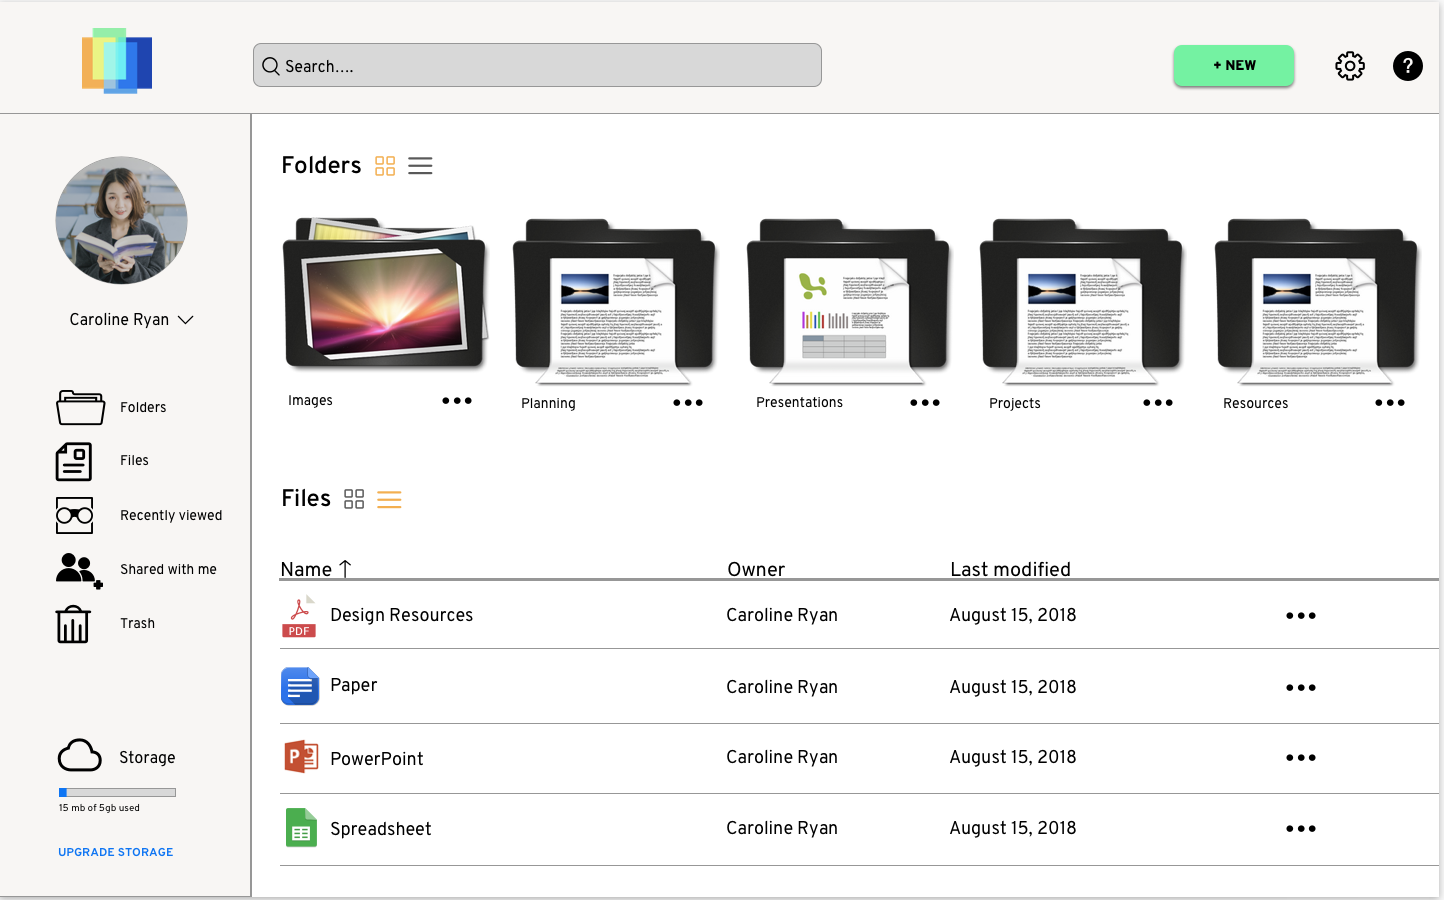 Search....
+ NEW
?
Caroline Ryan
Folders
Files
Recently viewed
Shared with me
Trash
Storage
15 mb of 5gb used
UPGRADE STORAGE
Folders
Images
Planning
Presentations
Projects
Resources
Files
Name ↑ Owner Last modified
PDF Design Resources Caroline Ryan August 15, 2018
Paper Caroline Ryan August 15, 2018
P PowerPoint Caroline Ryan August 15, 2018
Spreadsheet Caroline Ryan August 15, 2018